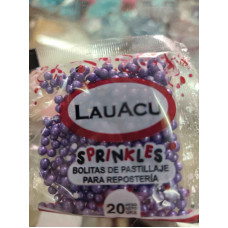 LAUACU
SPRINKLES
BOLITAS DE PASTILLAJE
PARA REPOSTERÍA
20